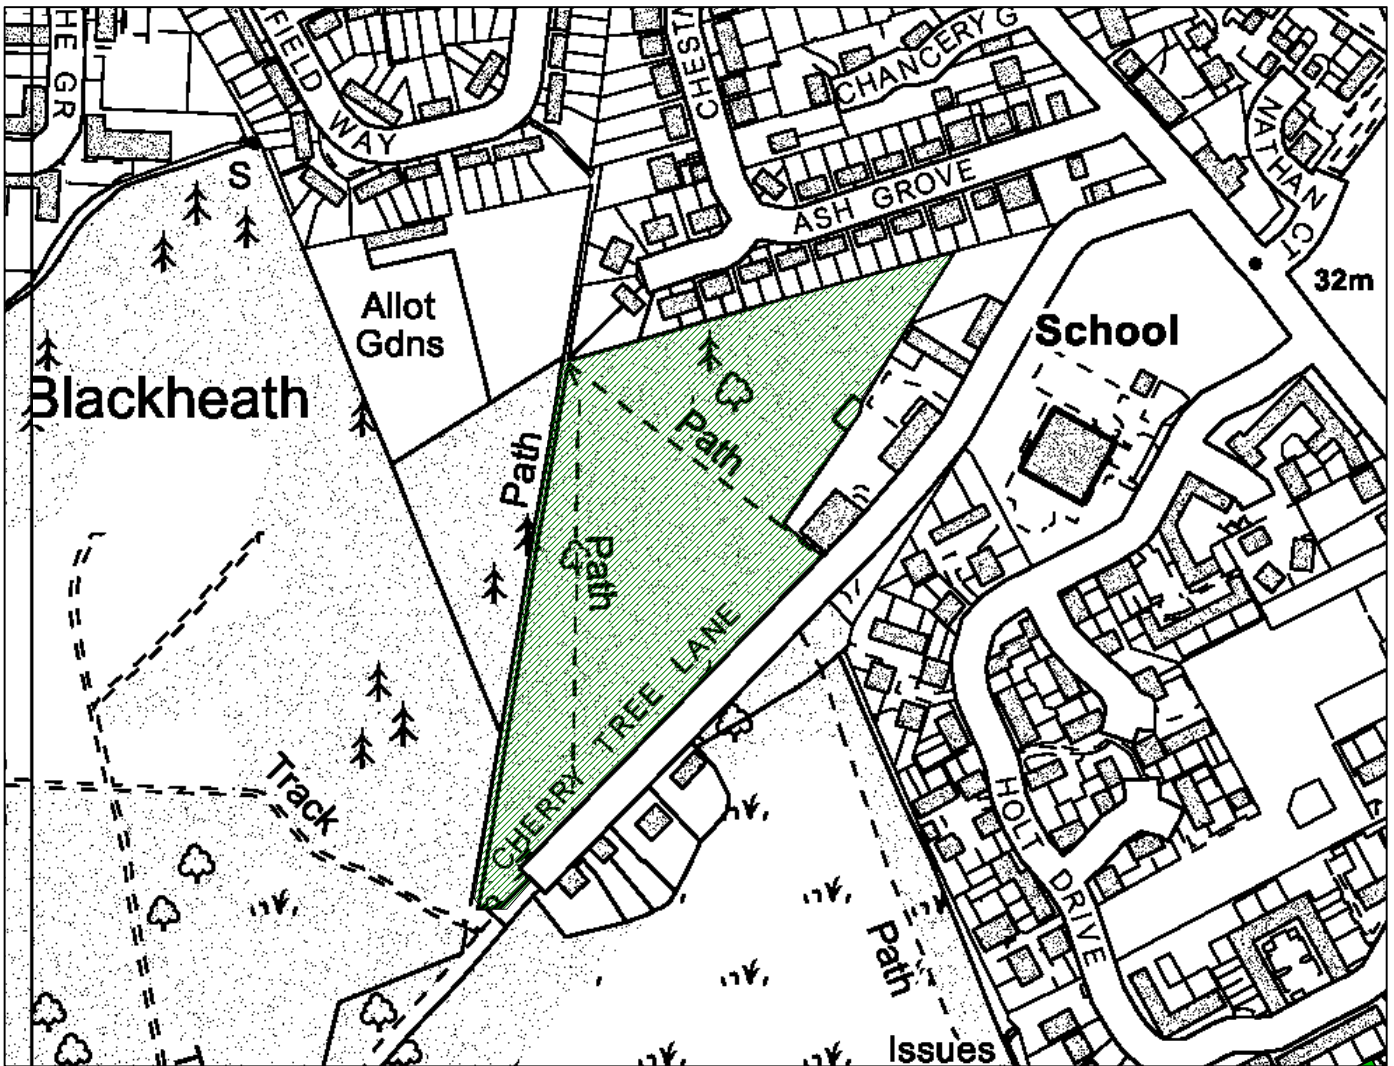 HE GR
FIELD
WAY
CHEST
CHANCERY G
NATHAN CT
S
ASH GROVE
32m
Allot
Gdns
School
Blackheath
Path
Path
Path
CHERRY TREE LANE
Track
HOLT DRIVE
Path
Issues